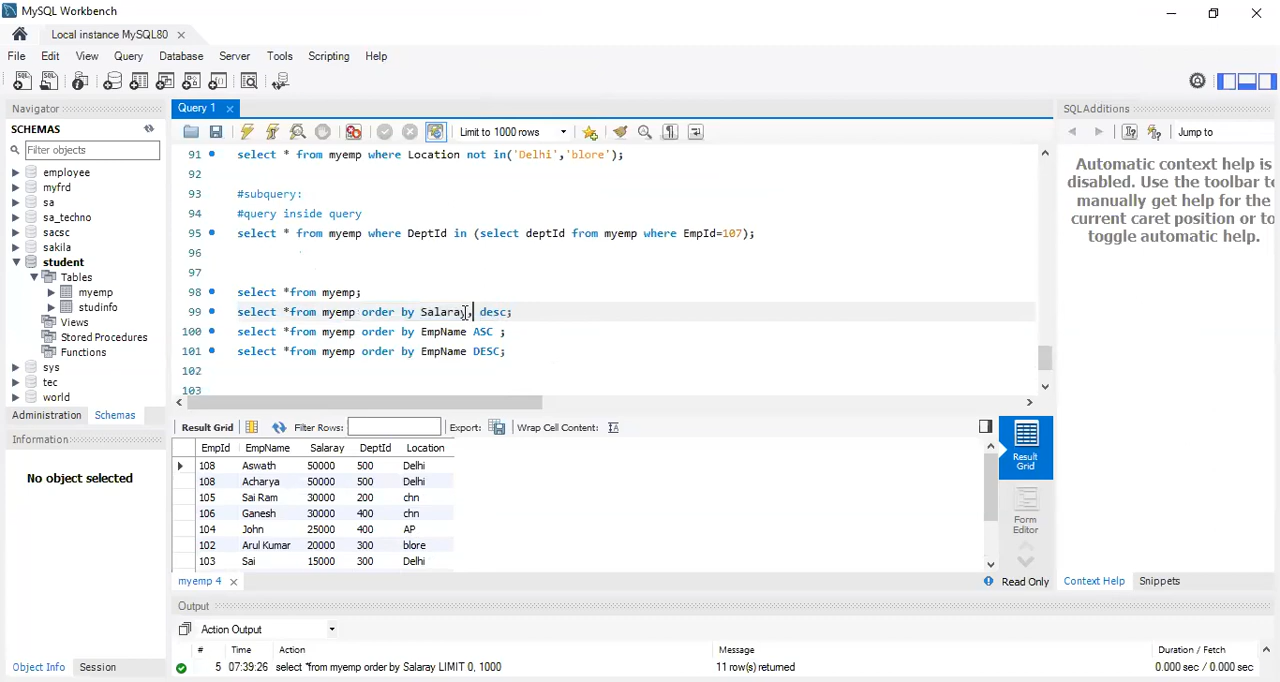 MySQL Workbench
Local instance MySQL80
File Edit View Query Database Server Tools Scripting Help
Navigator
SCHEMAS
Filter objects
employee
myfrd
sa
sa_techno
sacsc
sakila
student
Tables
myemp
studinfo
Views
Stored Procedures
Functions
sys
tec
world
Administration Schemas
Information
No object selected
Object Info Session
Query 1
Limit to 1000 rows
91 select * from myemp where Location not in('Delhi','blore');
92
93 #subquery:
94 #query inside query
95 select * from myemp where DeptId in (select deptId from myemp where EmpId=107);
96
97
98 select *from myemp;
99 select *from myemp order by Salaray, desc;
100 select *from myemp order by EmpName ASC ;
101 select *from myemp order by EmpName DESC;
102
103
Result Grid Filter Rows: Export: Wrap Cell Content:
EmpId EmpName Salaray DeptId Location
108 Aswath 50000 500 Delhi
108 Acharya 50000 500 Delhi
105 Sai Ram 30000 200 chn
106 Ganesh 30000 400 chn
104 John 25000 400 AP
102 Arul Kumar 20000 300 blore
103 Sai 15000 300 Delhi
Result
Grid
Form
Editor
myemp 4
Read Only
Output
Action Output
# Time Action Message Duration / Fetch
5 07:39:26 select *from myemp order by Salaray LIMIT 0, 1000 11 row(s) returned 0.000 sec / 0.000 sec
SQLAdditions
Jump to
Automatic context help is
disabled. Use the toolbar to
manually get help for the
current caret position or to
toggle automatic help.
Context Help Snippets